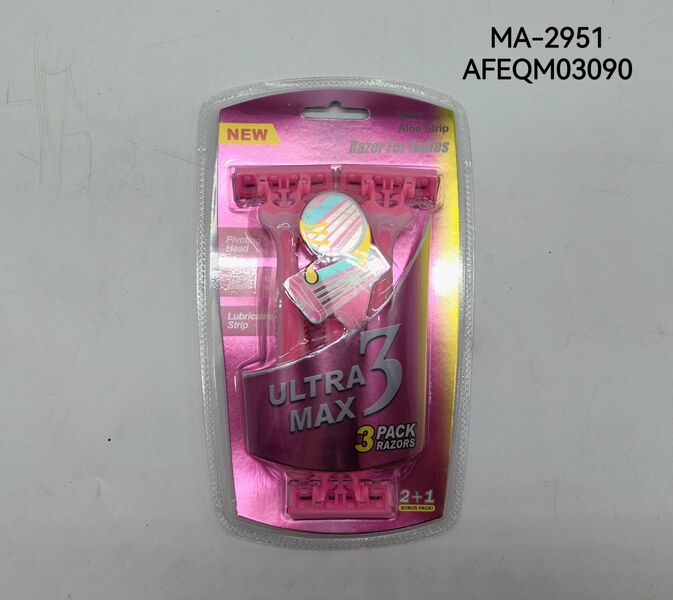 MA-2951
AFEQM03090
NEW
Aloe Strip
Razor For Ladies
Pivoting
Head
Lubricating
Strip
ULTRA
MAX 3
3 PACK
RAZORS
2+1
BONUS PACK!